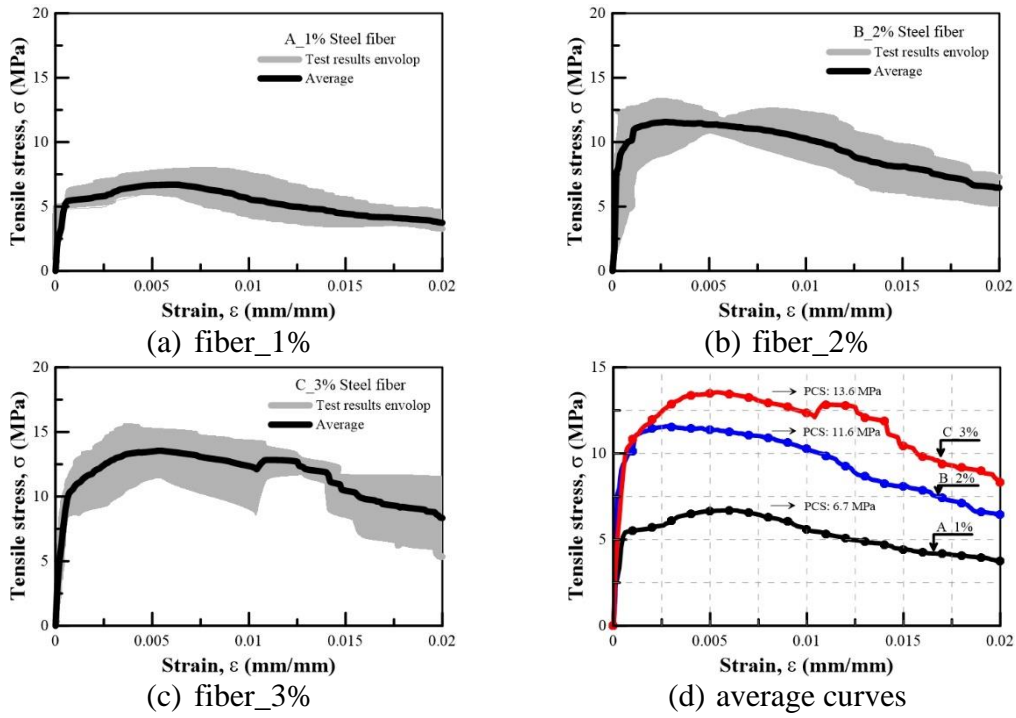 A_1% Steel fiber
Test results envolop
Average
Tensile stress, σ (MPa)
20
15
10
5
0
0 0.005 0.01 0.015 0.02
Strain, ε (mm/mm)
(a) fiber_1%
B_2% Steel fiber
Test results envolop
Average
Tensile stress, σ (MPa)
20
15
10
5
0
0 0.005 0.01 0.015 0.02
Strain, ε (mm/mm)
(b) fiber_2%
C_3% Steel fiber
Test results envolop
Average
Tensile stress, σ (MPa)
20
15
10
5
0
0 0.005 0.01 0.015 0.02
Strain, ε (mm/mm)
(c) fiber_3%
PCS: 13.6 MPa
PCS: 11.6 MPa
C_3%
B_2%
PCS: 6.7 MPa
A_1%
Tensile stress, σ (MPa)
15
10
5
0
0 0.005 0.01 0.015 0.02
Strain, ε (mm/mm)
(d) average curves